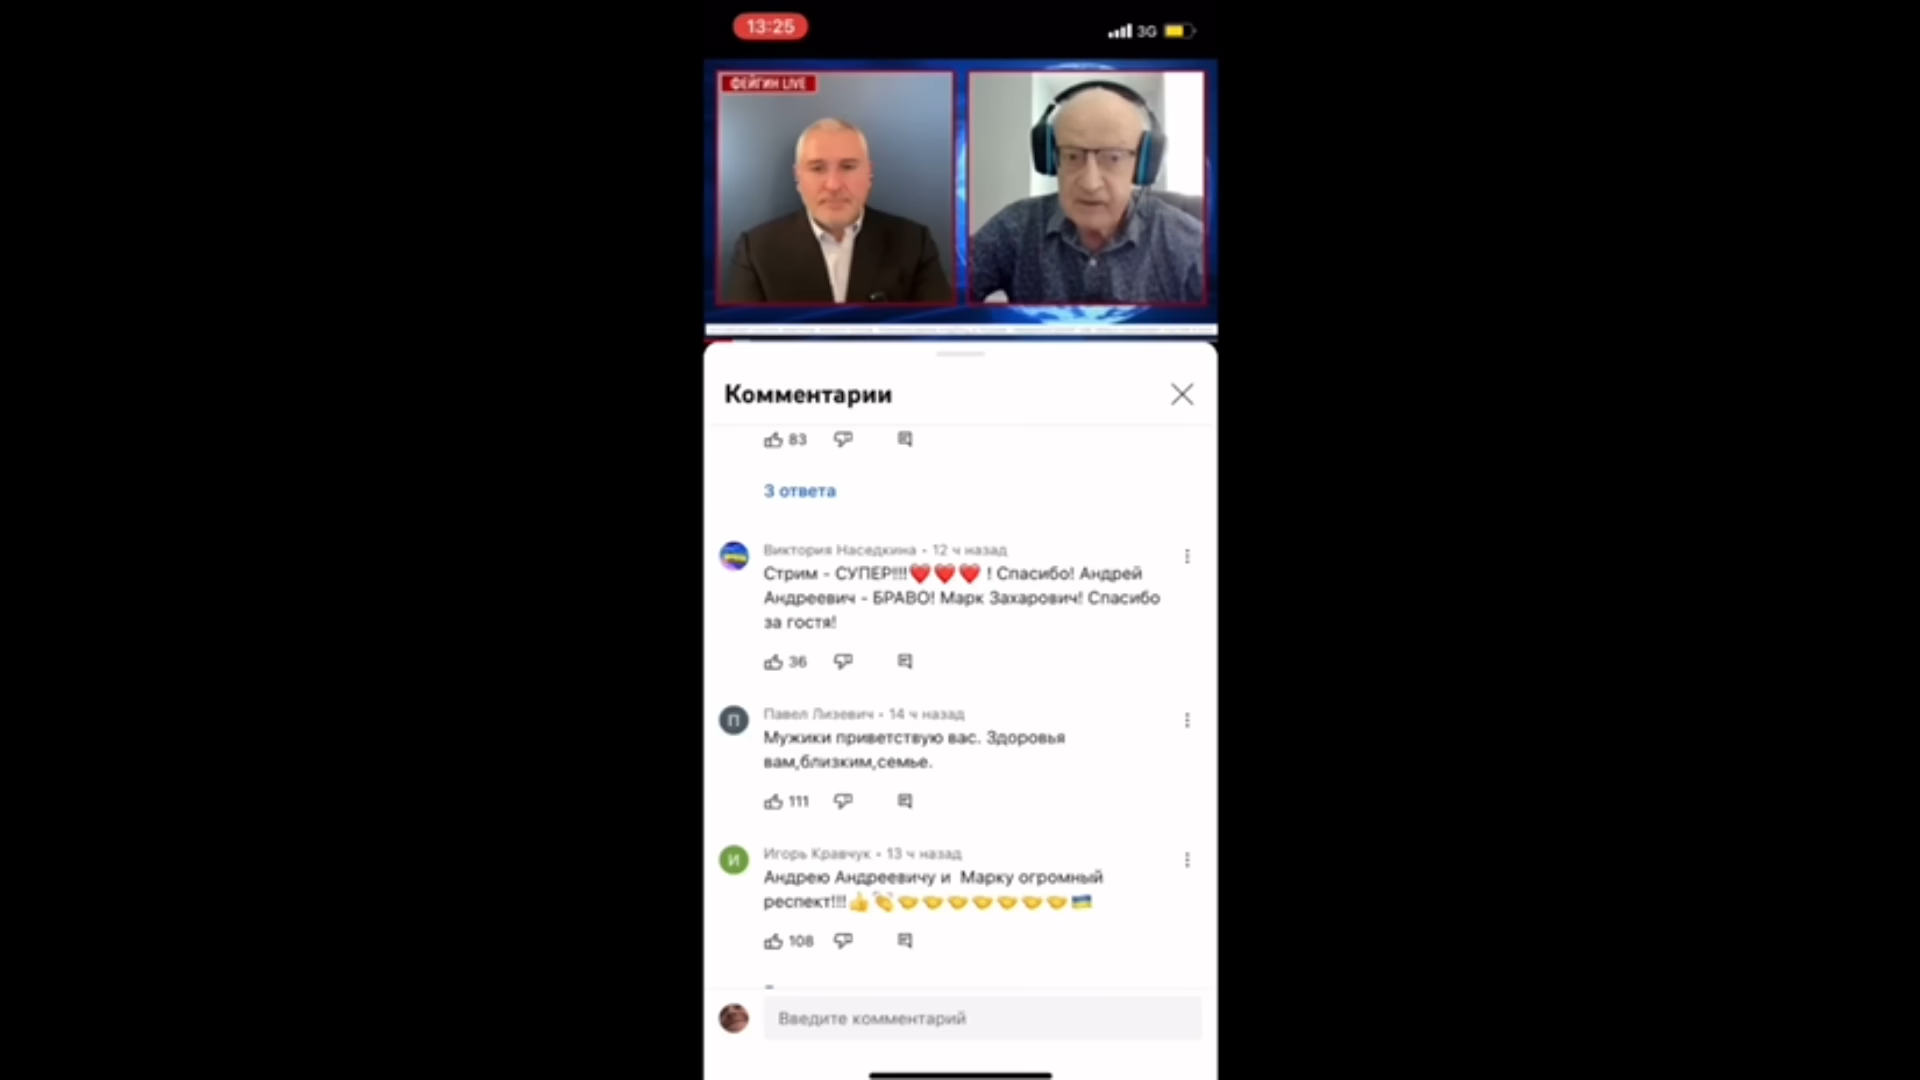 13:25
3G
ФЕЙГИН LIVE
Комментарии
83
3 ответа
Виктория Наседкина • 12 ч назад
Стрим - СУПЕР!!!❤️❤️❤️ ! Спасибо! Андрей
Андреевич - БРАВО! Марк Захарович! Спасибо
за гостя!
36
П
Павел Лизевич • 14 ч назад
Мужики приветствую вас. Здоровья
вам,близким,семье.
111
И
Игорь Кравчук • 13 ч назад
Андрею Андреевичу и  Марку огромный
респект!!!👍👏🤝🤝🤝🤝🤝🤝🤝🇺🇦
108
Введите комментарий